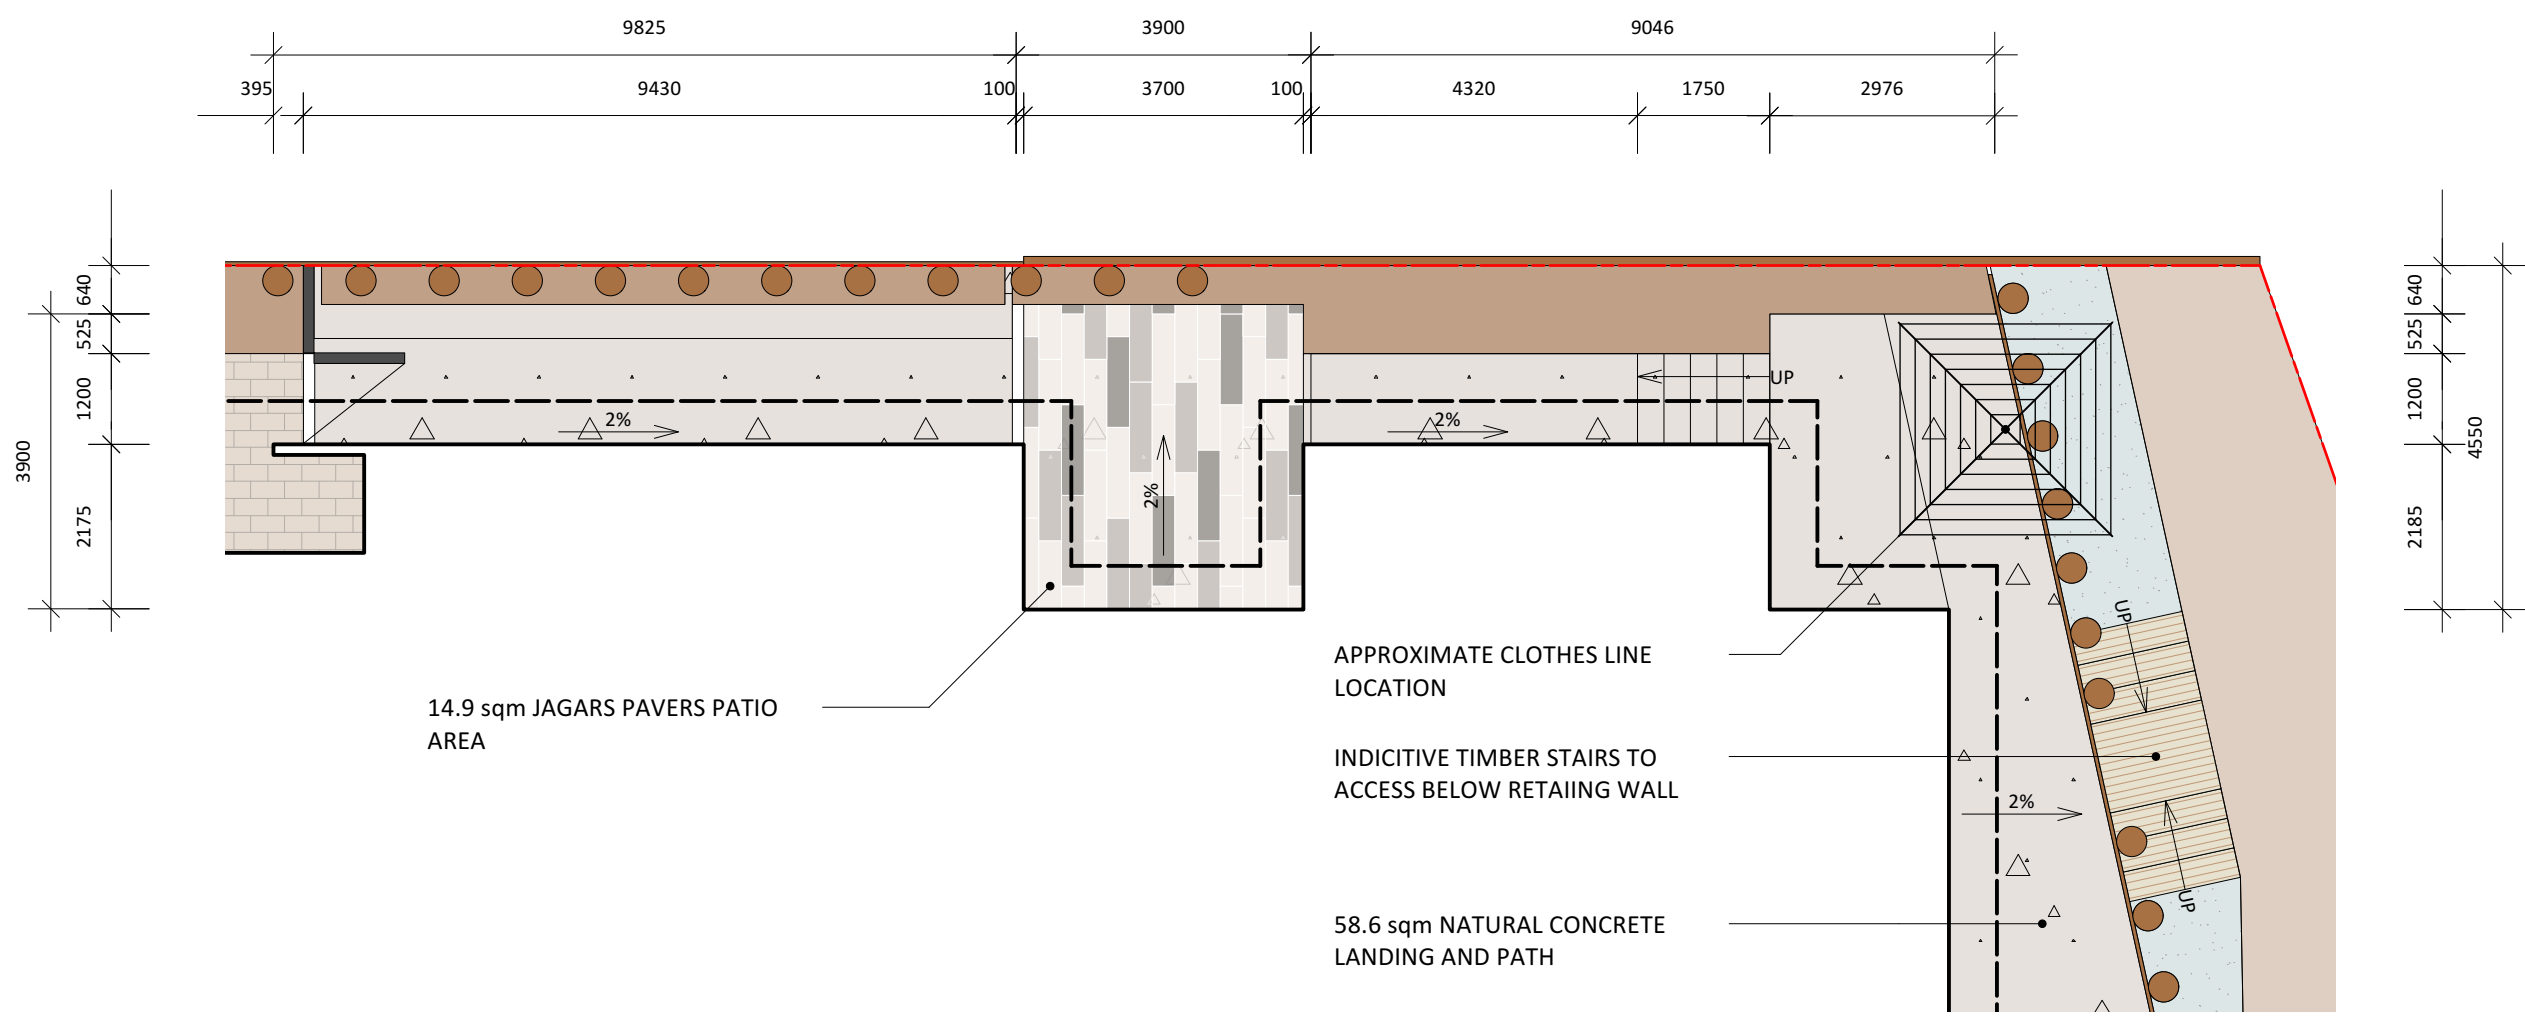 9825 3900 9046
395 9430 100 3700 100 4320 1750 2976
640
525
1200
2175
3900
640
525
1200
2185
4550
UP
2%
2%
2%
UP
2%
UP
14.9 sqm JAGARS PAVERS PATIO
AREA
APPROXIMATE CLOTHES LINE
LOCATION
INDICITIVE TIMBER STAIRS TO
ACCESS BELOW RETAIING WALL
58.6 sqm NATURAL CONCRETE
LANDING AND PATH